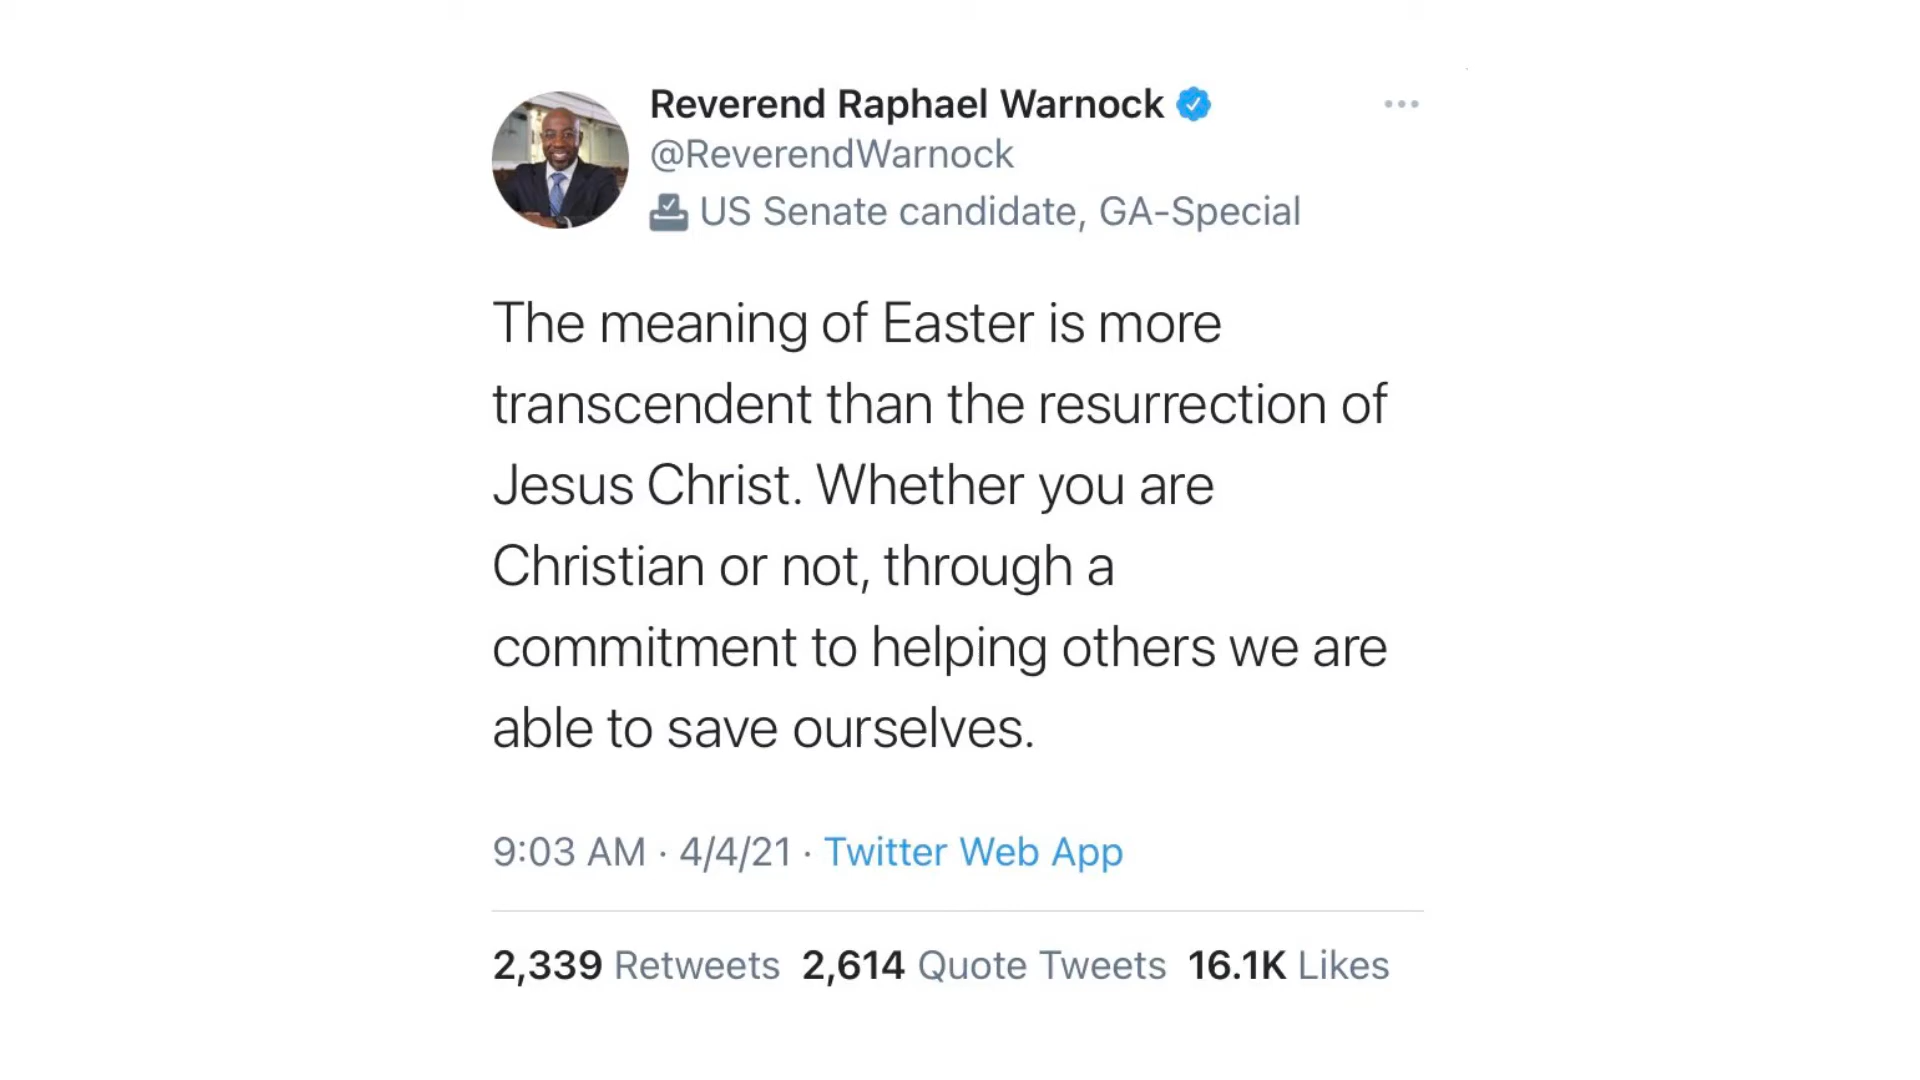 Reverend Raphael Warnock
@ReverendWarnock
US Senate candidate, GA-Special
The meaning of Easter is more
transcendent than the resurrection of
Jesus Christ. Whether you are
Christian or not, through a
commitment to helping others we are
able to save ourselves.
9:03 AM · 4/4/21 · Twitter Web App
2,339 Retweets 2,614 Quote Tweets 16.1K Likes